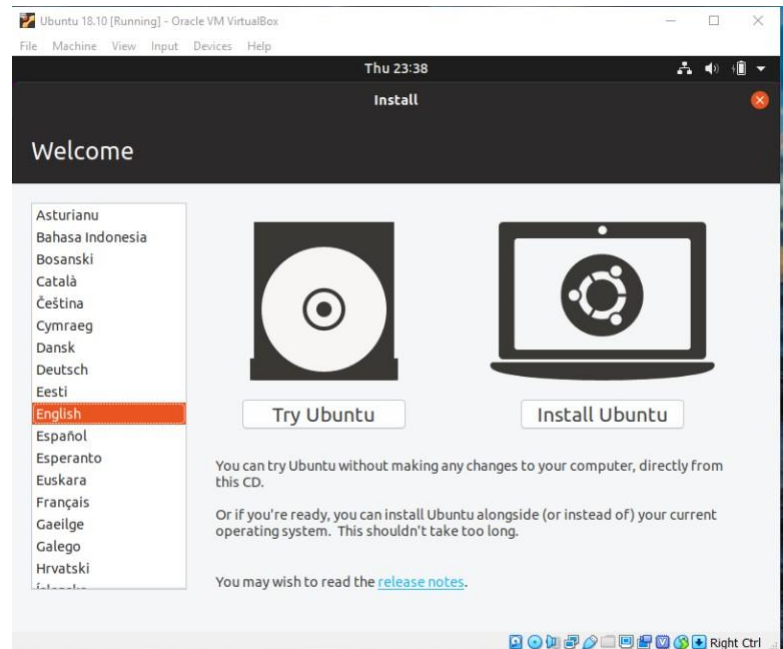 Ubuntu 18.10 [Running] - Oracle VM VirtualBox
File Machine View Input Devices Help
Thu 23:38
Install
Welcome
Asturianu
Bahasa Indonesia
Bosanski
Català
Čeština
Cymraeg
Dansk
Deutsch
Eesti
English
Español
Esperanto
Euskara
Français
Gaeilge
Galego
Hrvatski
Try Ubuntu
Install Ubuntu
You can try Ubuntu without making any changes to your computer, directly from
this CD.
Or if you're ready, you can install Ubuntu alongside (or instead of) your current
operating system. This shouldn't take too long.
You may wish to read the release notes.
Right Ctrl